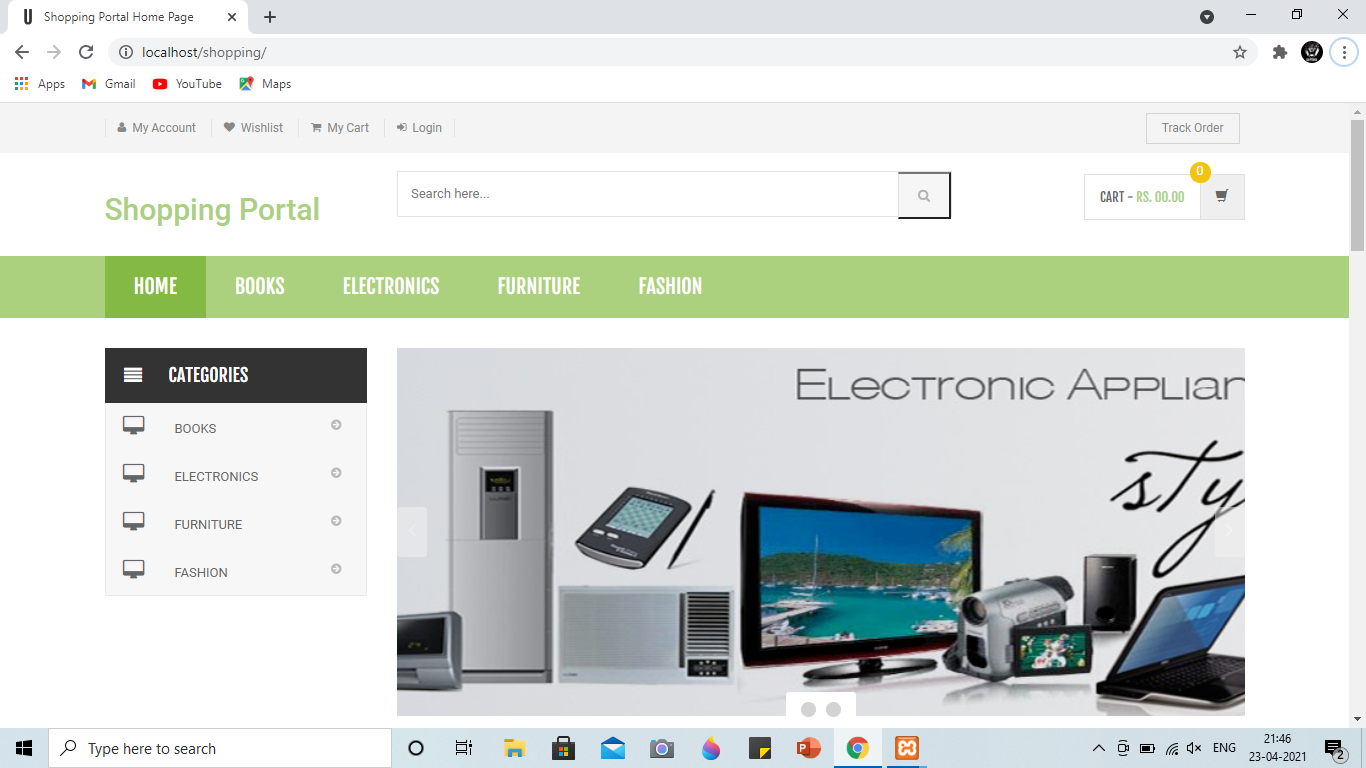 Shopping Portal Home Page
localhost/shopping/
Apps Gmail YouTube Maps
My Account Wishlist My Cart Login Track Order
Shopping Portal
Search here...
0
CART - RS. 00.00
HOME BOOKS ELECTRONICS FURNITURE FASHION
CATEGORIES
BOOKS
ELECTRONICS
FURNITURE
FASHION
ELECTRONIC APPLIAN
sty
Type here to search
ENG
21:46
23-04-2021
2